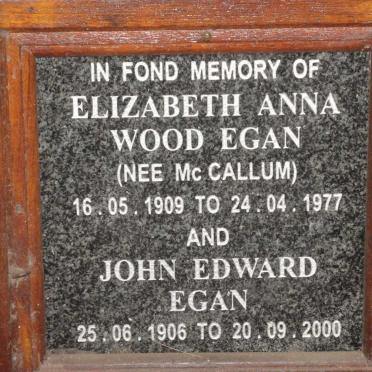 IN FOND MEMORY OF
ELIZABETH ANNA
WOOD EGAN
(NEE Mc CALLUM)
16.05.1909 TO 24.04.1977
AND
JOHN EDWARD
EGAN
25.06.1906 TO 20.09.2000